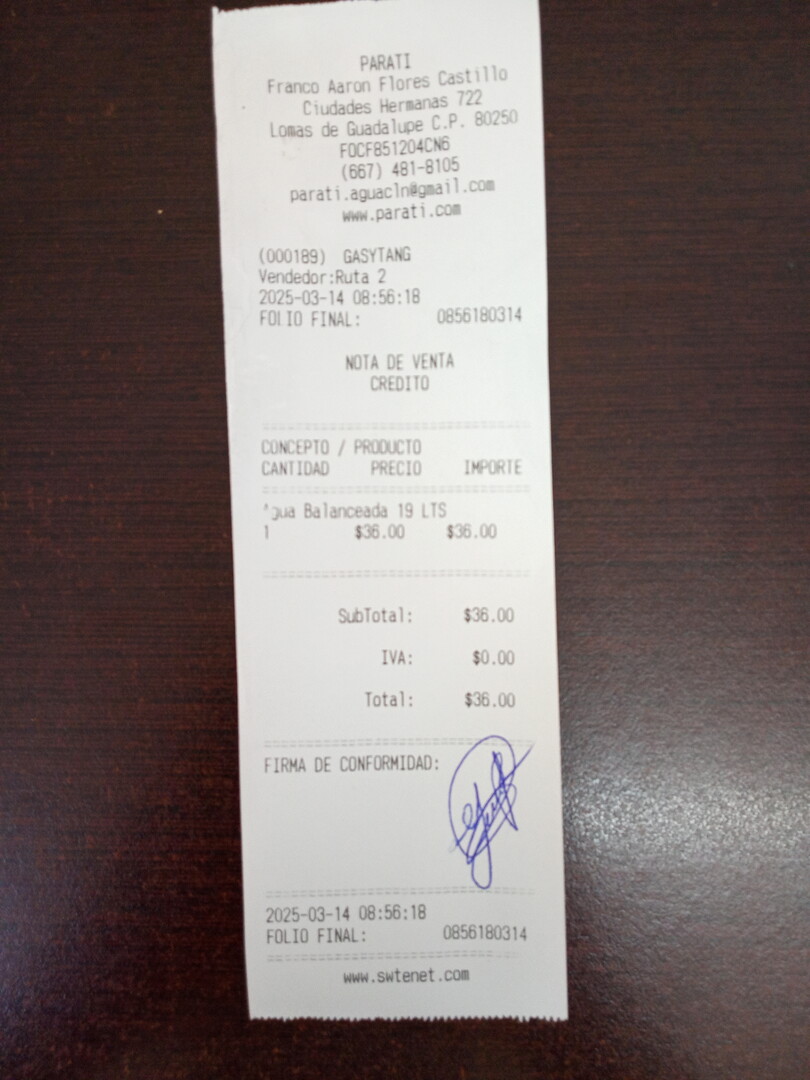 PARATI
Franco Aaron Flores Castillo
Ciudades Hermanas 722
Lomas de Guadalupe C.P. 80250
FOCF851204CN6
(667) 481-8105
parati.aguacln@gmail.com
www.parati.com
(000189) GASYTANG
Vendedor:Ruta 2
2025-03-14 08:56:18
FOLIO FINAL: 0856180314
NOTA DE VENTA
CREDITO
CONCEPTO / PRODUCTO
CANTIDAD PRECIO IMPORTE
Agua Balanceada 19 LTS
1 $36.00 $36.00
SubTotal: $36.00
IVA: $0.00
Total: $36.00
FIRMA DE CONFORMIDAD:
2025-03-14 08:56:18
FOLIO FINAL: 0856180314
www.swtenet.com